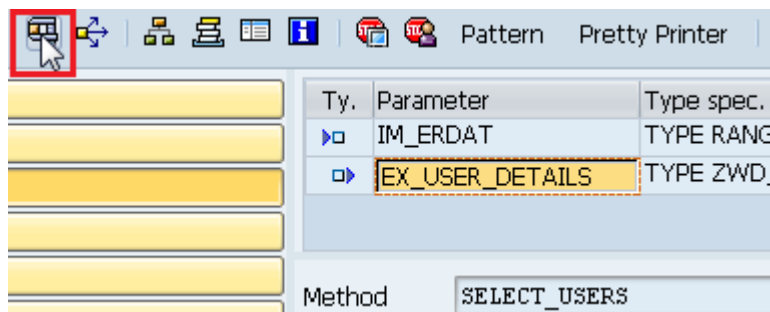 Pattern Pretty Printer
Ty. Parameter Type spec.
IM_ERDAT TYPE RANG
EX_USER_DETAILS TYPE ZWD_
Method SELECT_USERS